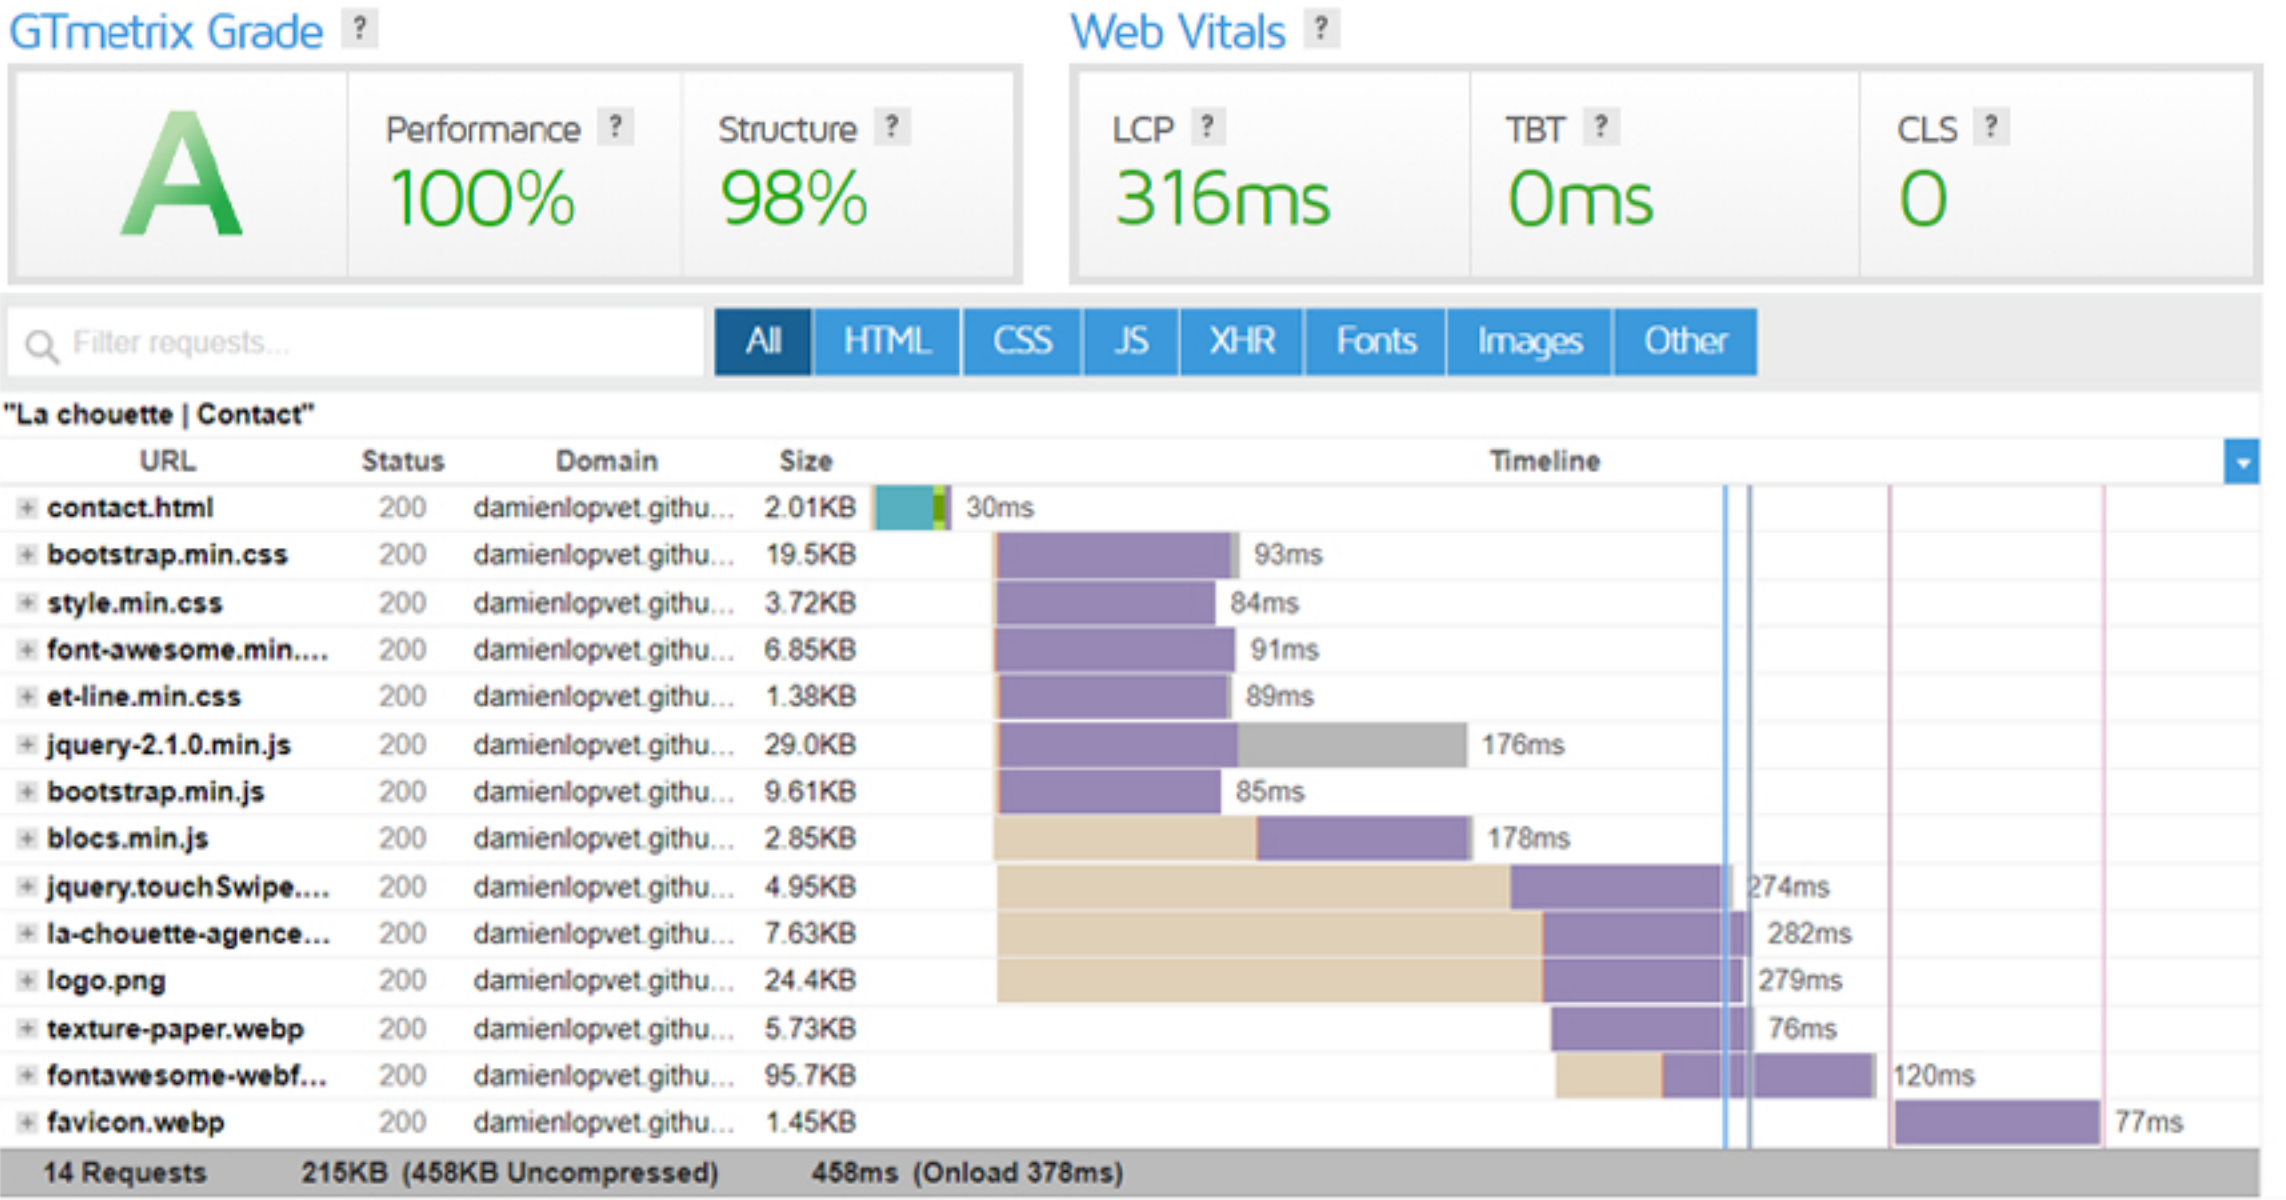 GTmetrix Grade ?
Web Vitals ?
A
Performance ?
100%
Structure ?
98%
LCP ?
316ms
TBT ?
0ms
CLS ?
0
Filter requests... All HTML CSS JS XHR Fonts Images Other
"La chouette | Contact"
URL Status Domain Size Timeline
contact.html 200 damienlopvet.githu... 2.01KB 30ms
bootstrap.min.css 200 damienlopvet.githu... 19.5KB 93ms
style.min.css 200 damienlopvet.githu... 3.72KB 84ms
font-awesome.min.... 200 damienlopvet.githu... 6.85KB 91ms
et-line.min.css 200 damienlopvet.githu... 1.38KB 89ms
jquery-2.1.0.min.js 200 damienlopvet.githu... 29.0KB 176ms
bootstrap.min.js 200 damienlopvet.githu... 9.61KB 85ms
blocs.min.js 200 damienlopvet.githu... 2.85KB 178ms
jquery.touchSwipe.... 200 damienlopvet.githu... 4.95KB 274ms
la-chouette-agence... 200 damienlopvet.githu... 7.63KB 282ms
logo.png 200 damienlopvet.githu... 24.4KB 279ms
texture-paper.webp 200 damienlopvet.githu... 5.73KB 76ms
fontawesome-webf... 200 damienlopvet.githu... 95.7KB 120ms
favicon.webp 200 damienlopvet.githu... 1.45KB 77ms
14 Requests 215KB (458KB Uncompressed) 458ms (Onload 378ms)